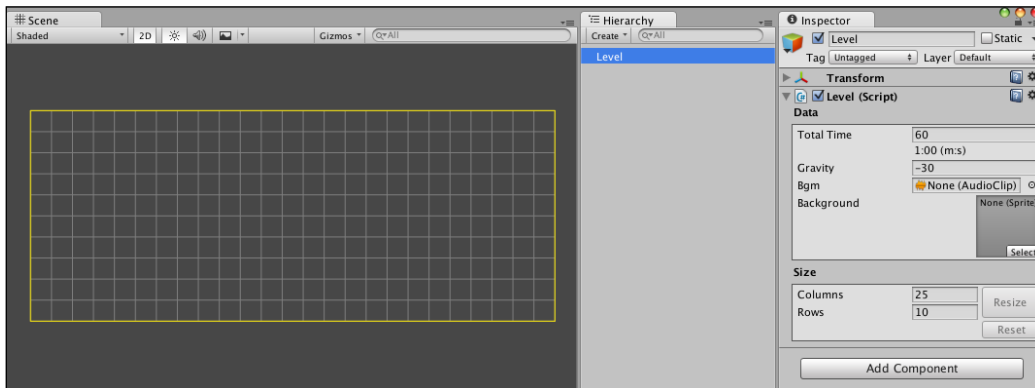 Scene
Shaded
2D
Gizmos
All
Hierarchy
Create
All
Level
Inspector
Level
Static
Tag Untagged Layer Default
Transform
Level (Script)
Data
Total Time 60
1:00 (m:s)
Gravity -30
Bgm None (AudioClip)
Background None (Sprite
Select
Size
Columns 25
Rows 10
Resize
Reset
Add Component